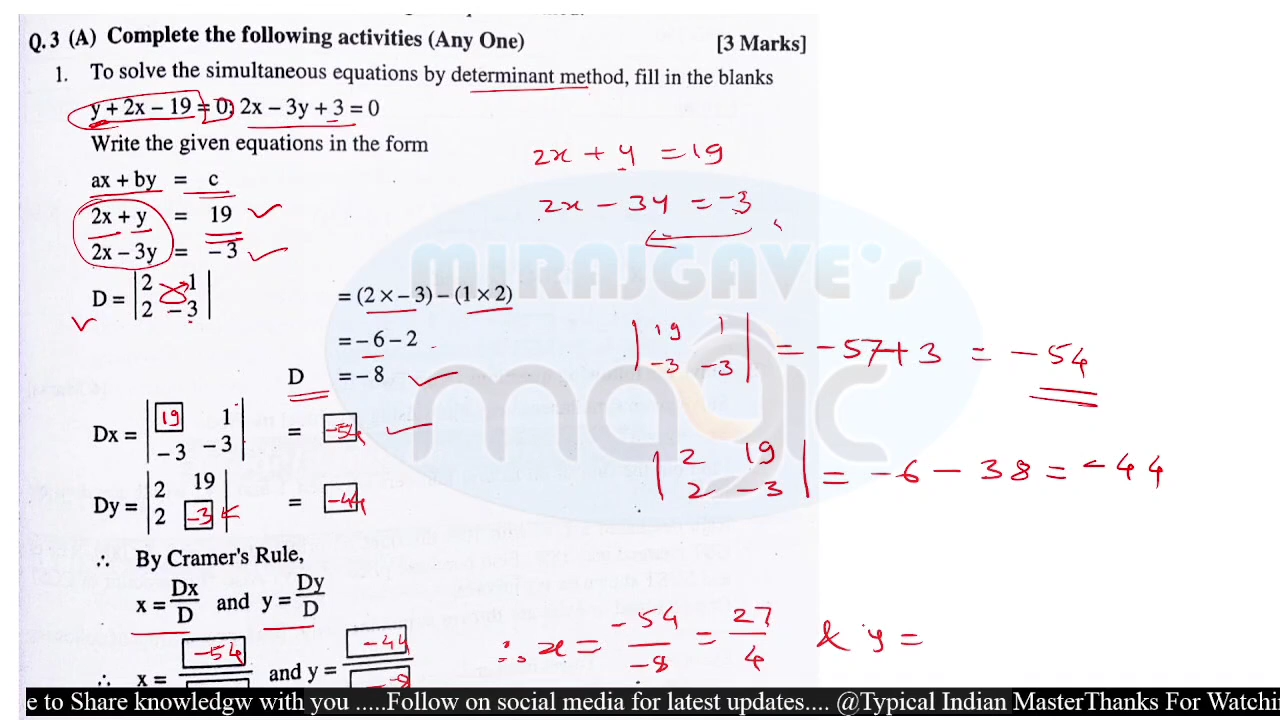 Q.3 (A) Complete the following activities (Any One) [3 Marks]
1. To solve the simultaneous equations by determinant method, fill in the blanks
y + 2x – 19 = 0; 2x – 3y + 3 = 0
Write the given equations in the form
ax + by = c
2x + y = 19
2x – 3y = – 3
2x + y = 19
2x – 3y = –3
D = | 2 1 | = (2 × – 3) – (1 × 2)
| 2 – 3 |
= – 6 – 2
D = – 8
| 19 1 | = –57 + 3 = –54
| –3 –3 |
Dx = | 19 1 | = –54
| – 3 – 3 |
Dy = | 2 19 | = –44
| 2 –3 |
| 2 19 | = –6 – 38 = –44
| 2 –3 |
∴ By Cramer's Rule,
x = Dx/D and y = Dy/D
∴ x = –54 and y = –44
–8
∴ x = –54/–8 = 27/4 & y =
MIRAJGAVE's
magic
e to Share knowledgw with you .....Follow on social media for latest updates.... @Typical Indian MasterThanks For Watchi